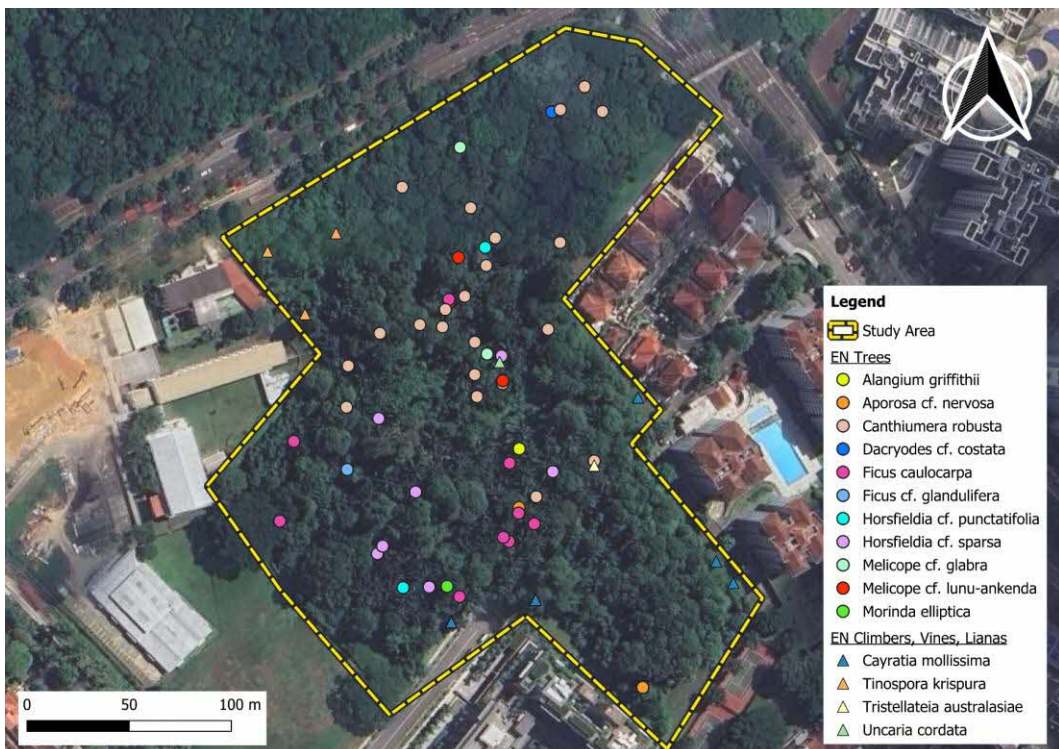 Legend
Study Area
EN Trees
Alangium griffithii
Aporosa cf. nervosa
Canthiumera robusta
Dacryodes cf. costata
Ficus caulocarpa
Ficus cf. glandulifera
Horsfieldia cf. punctatifolia
Horsfieldia cf. sparsa
Melicope cf. glabra
Melicope cf. lunu-ankenda
Morinda elliptica
EN Climbers, Vines, Lianas
Cayratia mollissima
Tinospora krispura
Tristellateia australasiae
Uncaria cordata
0 50 100 m